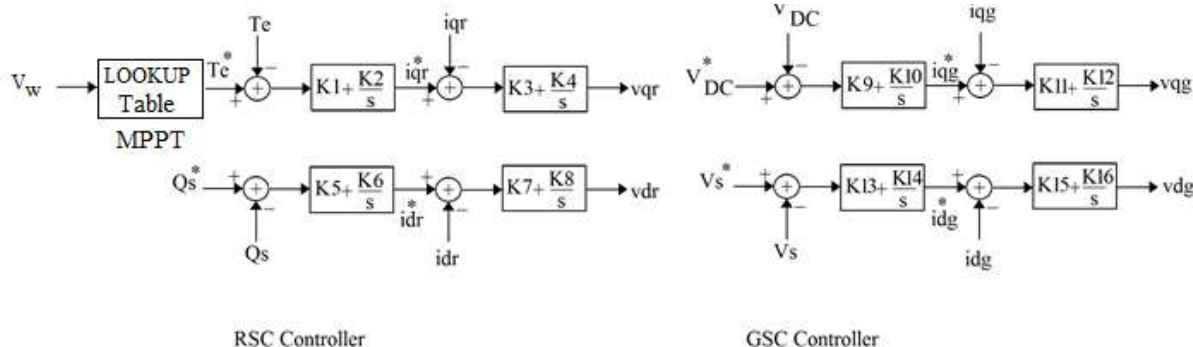 Te
iqr
V DC
iqg
V_w
LOOKUP
Table
MPPT
Te*
+
−
+
K1+ K2/s
iqr*
+
−
+
K3+ K4/s
vqr
V*DC
+
−
+
K9+ K10/s
iqg*
+
−
+
K11+ K12/s
vqg
Qs*
+
−
+
Qs
K5+ K6/s
idr*
+
−
+
idr
K7+ K8/s
vdr
Vs*
+
−
+
Vs
K13+ K14/s
idg*
+
−
+
idg
K15+ K16/s
vdg
RSC Controller
GSC Controller